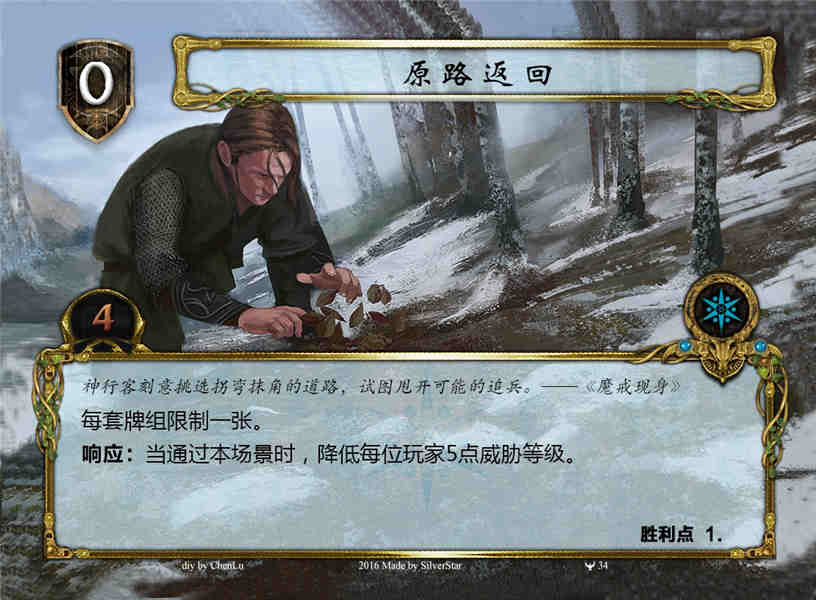 0
原路返回
4
神行客刻意挑选拐弯抹角的道路，试图甩开可能的追兵。——《魔戒现身》
每套牌组限制一张。
响应：当通过本场景时，降低每位玩家5点威胁等级。
胜利点 1.
diy by ChenLu 2016 Made by SilverStar 34